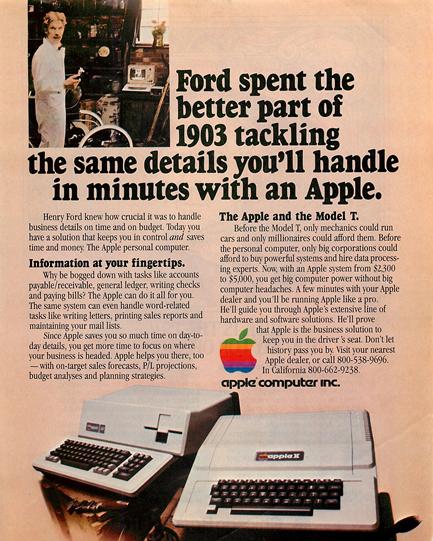 Ford spent the
better part of
1903 tackling
the same details you'll handle
in minutes with an Apple.
Henry Ford knew how crucial it was to handle
business details on time and on budget. Today you
have a solution that keeps you in control and saves
time and money. The Apple personal computer.
Information at your fingertips.
Why be bogged down with tasks like accounts
payable/receivable, general ledger, writing checks
and paying bills? The Apple can do it all for you.
The same system can even handle word-related
tasks like writing letters, printing sales reports and
maintaining your mail lists.
Since Apple saves you so much time on day-to-
day details, you get more time to focus on where
your business is headed. Apple helps you there, too
—with on-target sales forecasts, P/L projections,
budget analyses and planning strategies.
The Apple and the Model T.
Before the Model T, only mechanics could run
cars and only millionaires could afford them. Before
the personal computer, only big corporations could
afford to buy powerful systems and hire data process-
ing experts. Now, with an Apple system from $2,300
to $5,000, you get big computer power without big
computer headaches. A few minutes with your Apple
dealer and you'll be running Apple like a pro.
He'll guide you through Apple's extensive line of
hardware and software solutions. He'll prove
that Apple is the business solution to
keep you in the driver's seat. Don't let
history pass you by. Visit your nearest
Apple dealer, or call 800-538-9696.
In California 800-662-9238.
apple computer inc.
apple II